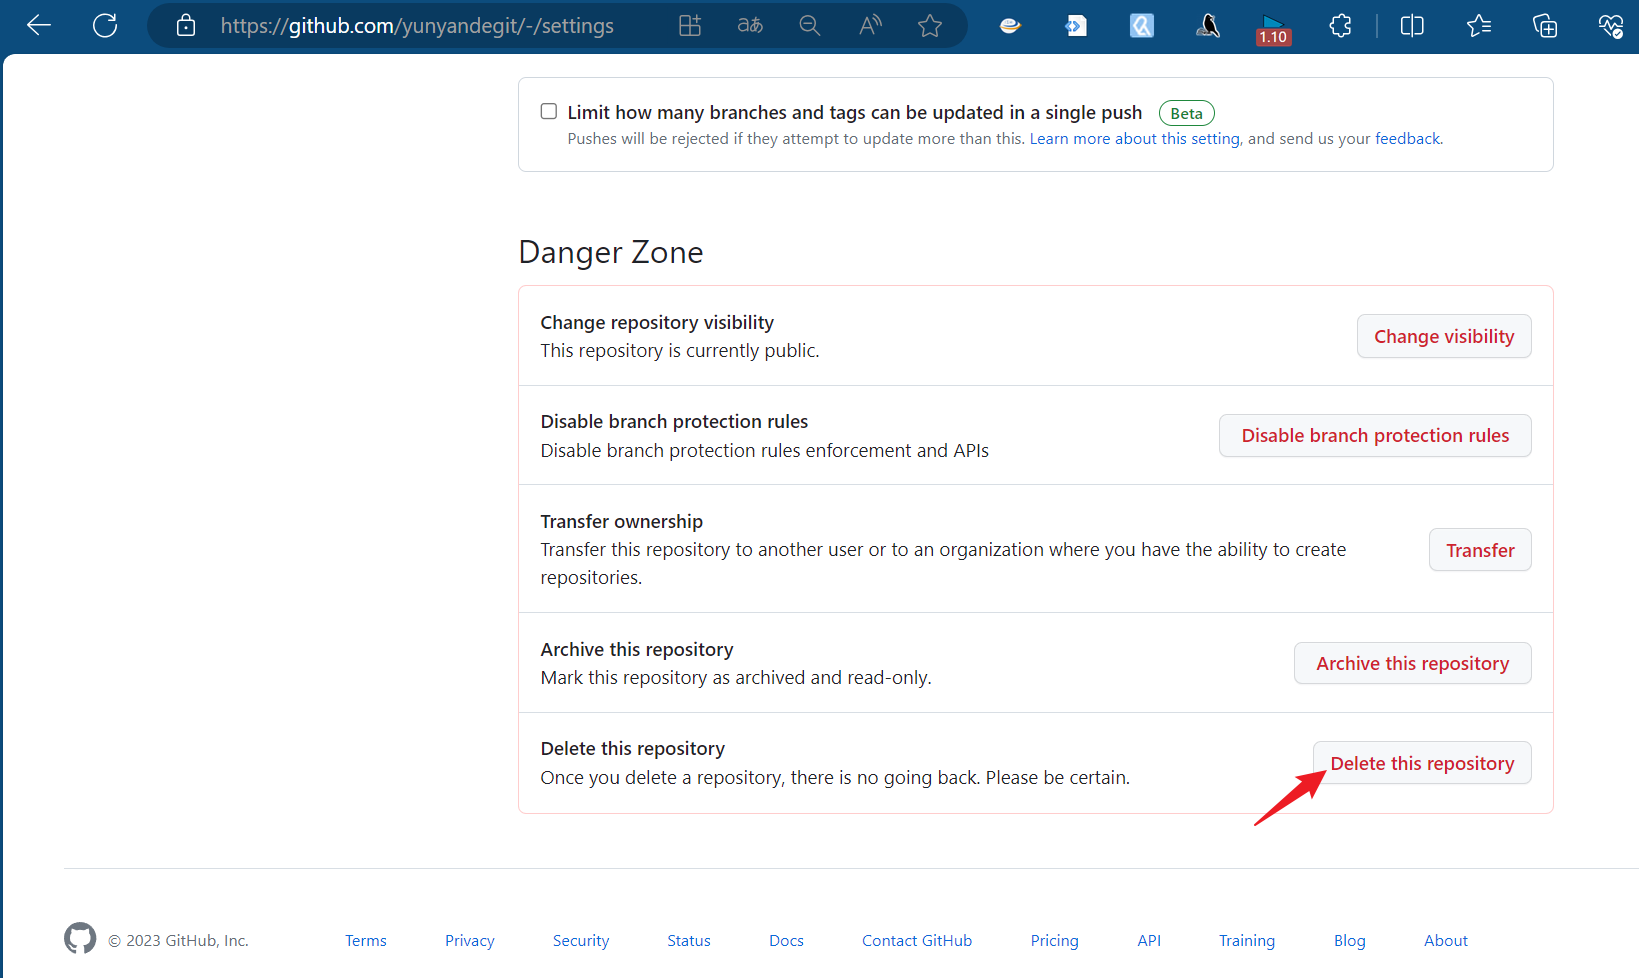 https://github.com/yunyandegit/-/settings
aあ
A
1.10
Limit how many branches and tags can be updated in a single push Beta
Pushes will be rejected if they attempt to update more than this. Learn more about this setting, and send us your feedback.
Danger Zone
Change repository visibility
This repository is currently public.
Change visibility
Disable branch protection rules
Disable branch protection rules enforcement and APIs
Disable branch protection rules
Transfer ownership
Transfer this repository to another user or to an organization where you have the ability to create
repositories.
Transfer
Archive this repository
Mark this repository as archived and read-only.
Archive this repository
Delete this repository
Once you delete a repository, there is no going back. Please be certain.
Delete this repository
© 2023 GitHub, Inc. Terms Privacy Security Status Docs Contact GitHub Pricing API Training Blog About